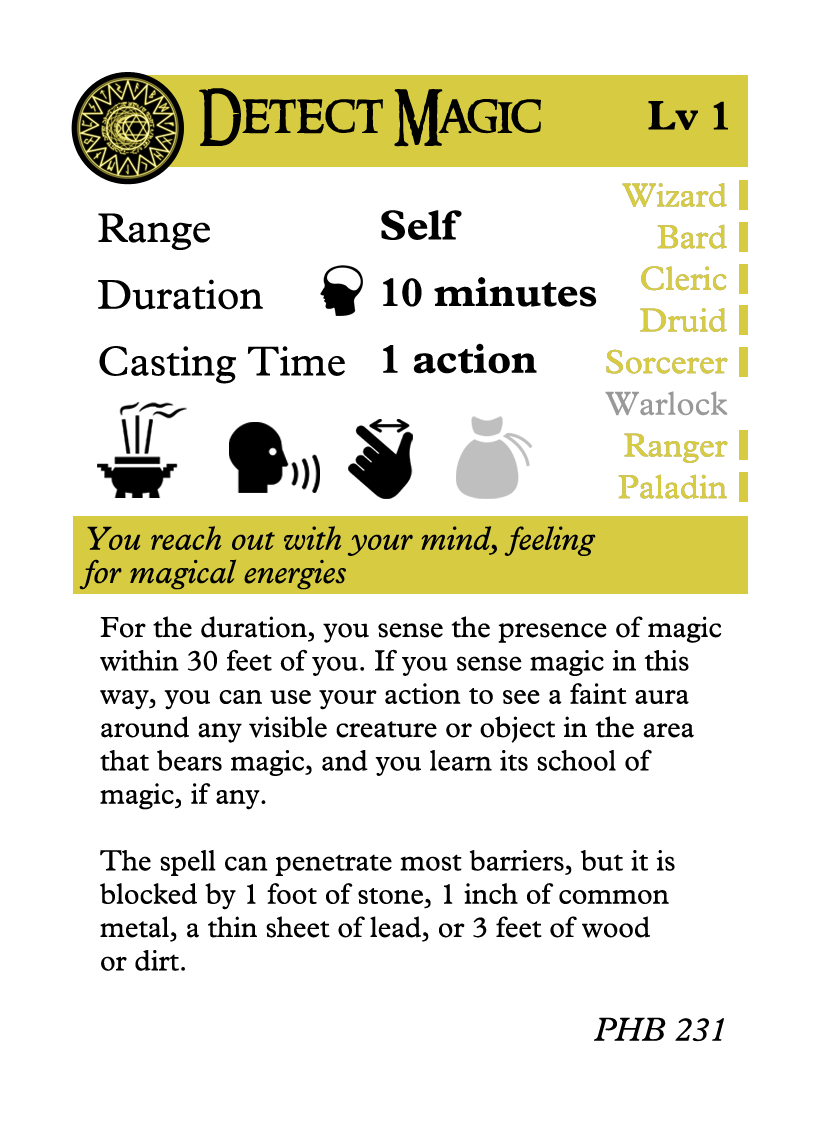 Detect Magic Lv 1
Range Self
Duration 10 minutes
Casting Time 1 action
Wizard
Bard
Cleric
Druid
Sorcerer
Warlock
Ranger
Paladin
You reach out with your mind, feeling
for magical energies
For the duration, you sense the presence of magic
within 30 feet of you. If you sense magic in this
way, you can use your action to see a faint aura
around any visible creature or object in the area
that bears magic, and you learn its school of
magic, if any.
The spell can penetrate most barriers, but it is
blocked by 1 foot of stone, 1 inch of common
metal, a thin sheet of lead, or 3 feet of wood
or dirt.
PHB 231